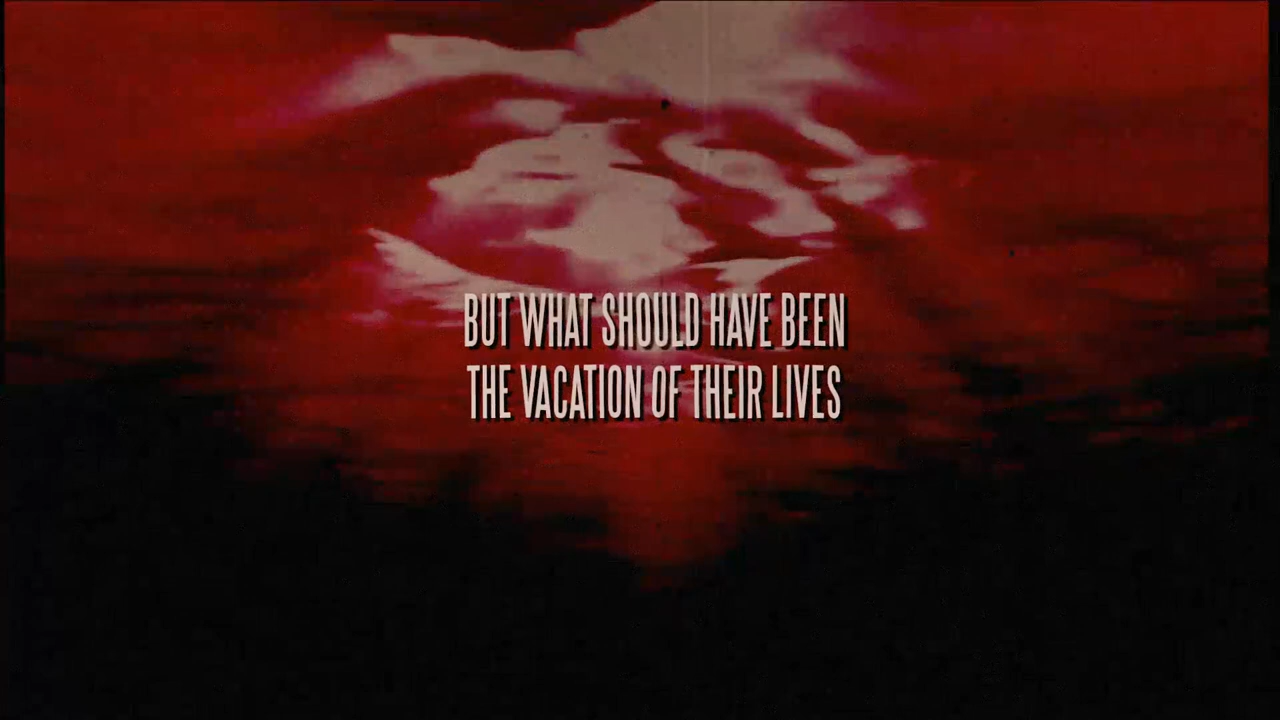 BUT WHAT SHOULD HAVE BEEN
THE VACATION OF THEIR LIVES